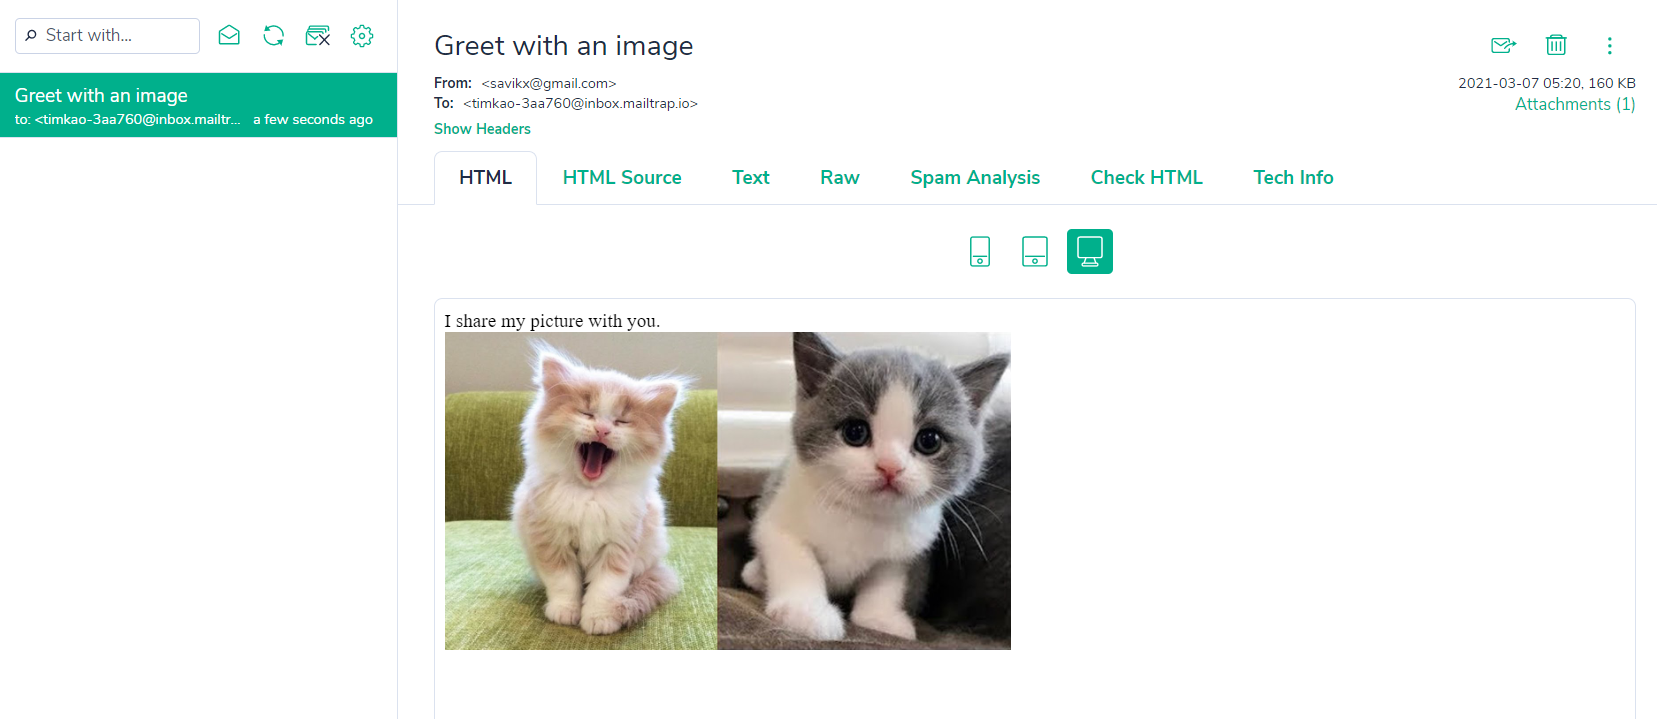 Start with...
Greet with an image
to: <timkao-3aa760@inbox.mailtr... a few seconds ago
Greet with an image
From: <savikx@gmail.com>
2021-03-07 05:20, 160 KB
To: <timkao-3aa760@inbox.mailtrap.io>
Attachments (1)
Show Headers
HTML HTML Source Text Raw Spam Analysis Check HTML Tech Info
I share my picture with you.